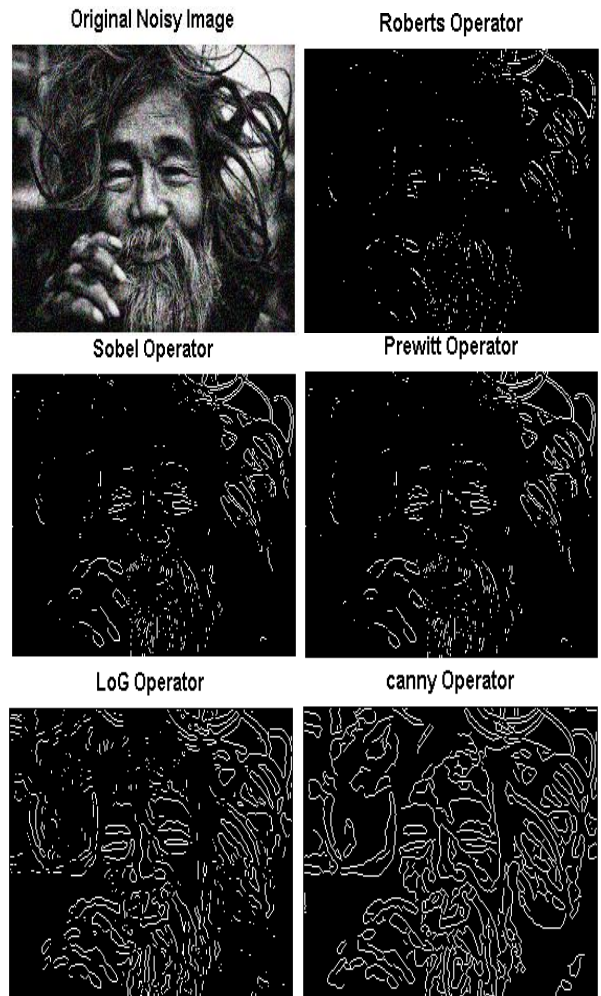 Original Noisy Image
Roberts Operator
Sobel Operator
Prewitt Operator
LoG Operator
canny Operator